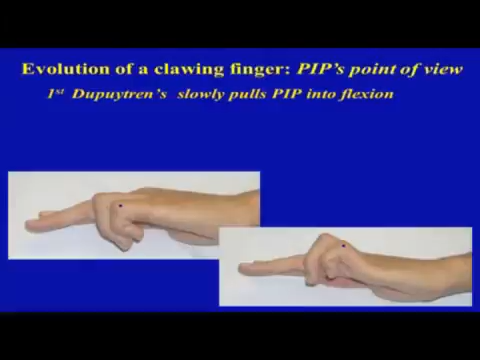 Evolution of a clawing finger: PIP's point of view
1st Dupuytren's slowly pulls PIP into flexion